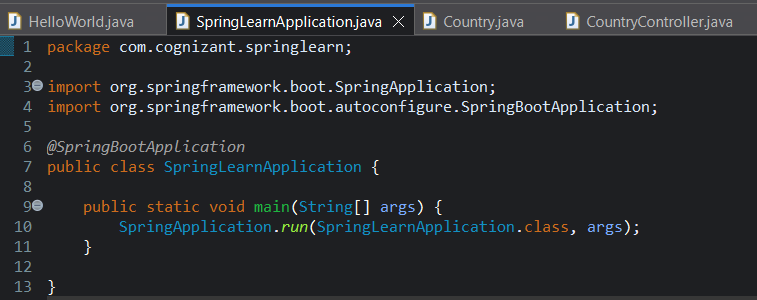 HelloWorld.java SpringLearnApplication.java Country.java CountryController.java
1 package com.cognizant.springlearn;
2
3 import org.springframework.boot.SpringApplication;
4 import org.springframework.boot.autoconfigure.SpringBootApplication;
5
6 @SpringBootApplication
7 public class SpringLearnApplication {
8
9     public static void main(String[] args) {
10         SpringApplication.run(SpringLearnApplication.class, args);
11     }
12
13 }